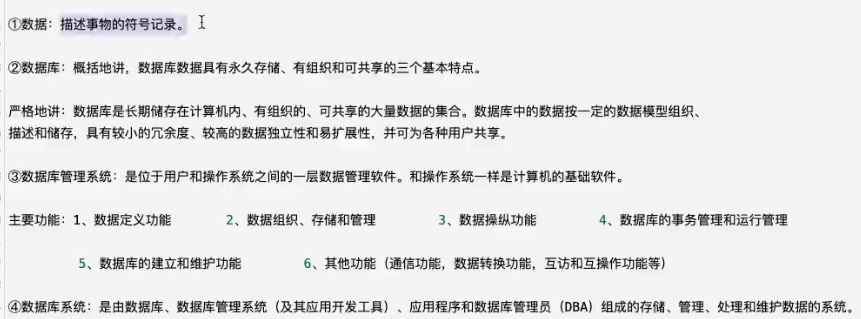 ①数据：描述事物的符号记录。
②数据库：概括地讲，数据库数据具有永久存储、有组织和可共享的三个基本特点。
严格地讲：数据库是长期储存在计算机内、有组织的、可共享的大量数据的集合。数据库中的数据按一定的数据模型组织、
描述和储存，具有较小的冗余度、较高的数据独立性和易扩展性，并可为各种用户共享。
③数据库管理系统：是位于用户和操作系统之间的一层数据管理软件。和操作系统一样是计算机的基础软件。
主要功能：1、数据定义功能 2、数据组织、存储和管理 3、数据操纵功能 4、数据库的事务管理和运行管理
5、数据库的建立和维护功能 6、其他功能（通信功能，数据转换功能，互访和互操作功能等）
④数据库系统：是由数据库、数据库管理系统（及其应用开发工具）、应用程序和数据库管理员（DBA）组成的存储、管理、处理和维护数据的系统。